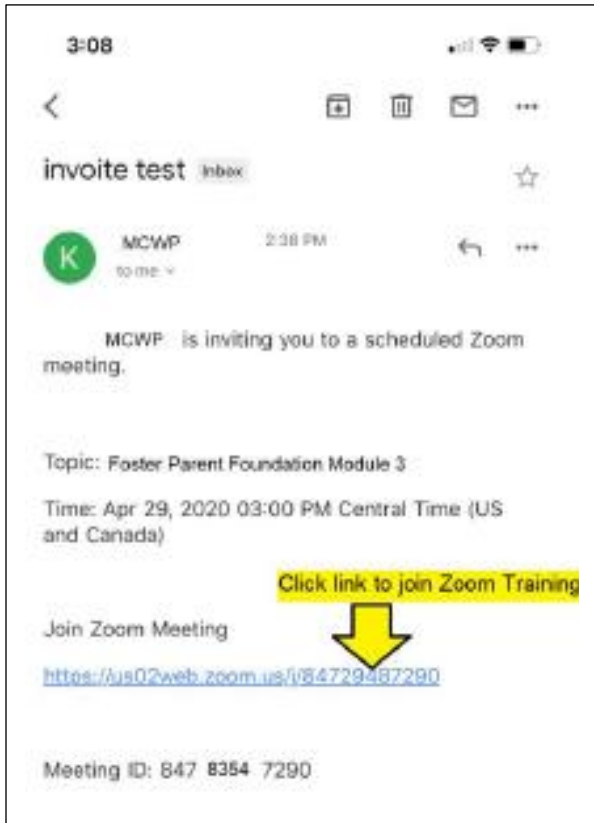 3:08
invoite test Inbox
K
MCWP 2:38 PM
to me
MCWP is inviting you to a scheduled Zoom
meeting.
Topic: Foster Parent Foundation Module 3
Time: Apr 29, 2020 03:00 PM Central Time (US
and Canada)
Click link to join Zoom Training
Join Zoom Meeting
https://us02web.zoom.us/j/84729487290
Meeting ID: 847 8354 7290